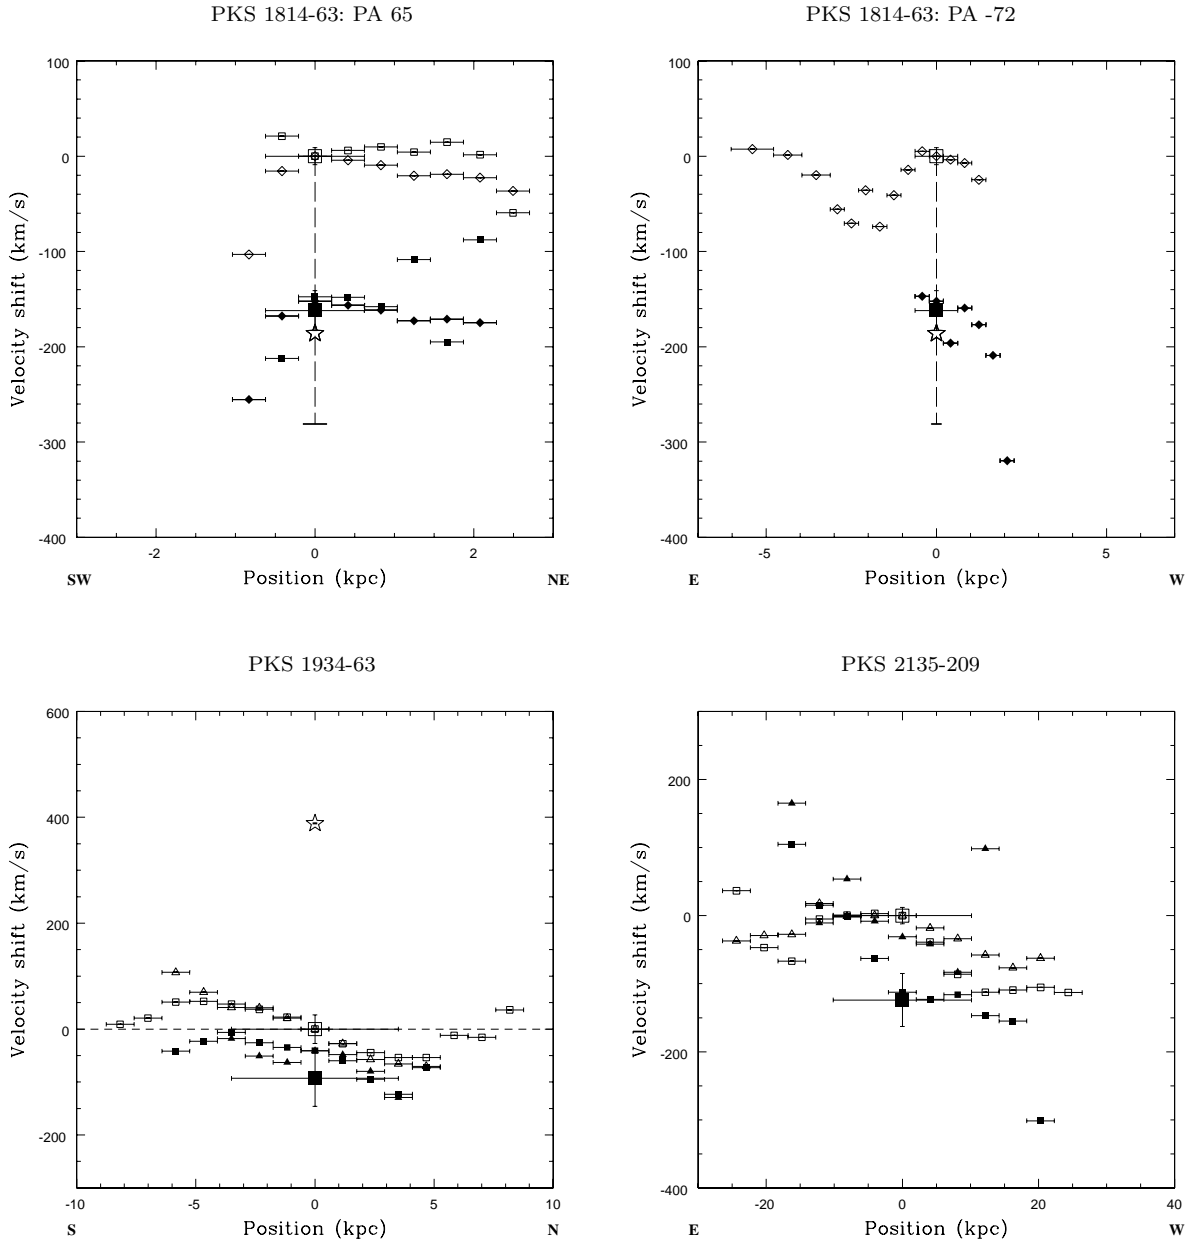 PKS 1814-63: PA 65
PKS 1814-63: PA -72
100
0
-100
-200
-300
-400
Velocity shift (km/s)
-2
0
2
SW
Position (kpc)
NE
100
0
-100
-200
-300
-400
Velocity shift (km/s)
-5
0
5
E
Position (kpc)
W
PKS 1934-63
PKS 2135-209
600
400
200
0
-200
Velocity shift (km/s)
-10
-5
0
5
10
S
Position (kpc)
N
200
0
-200
-400
Velocity shift (km/s)
-20
0
20
40
E
Position (kpc)
W